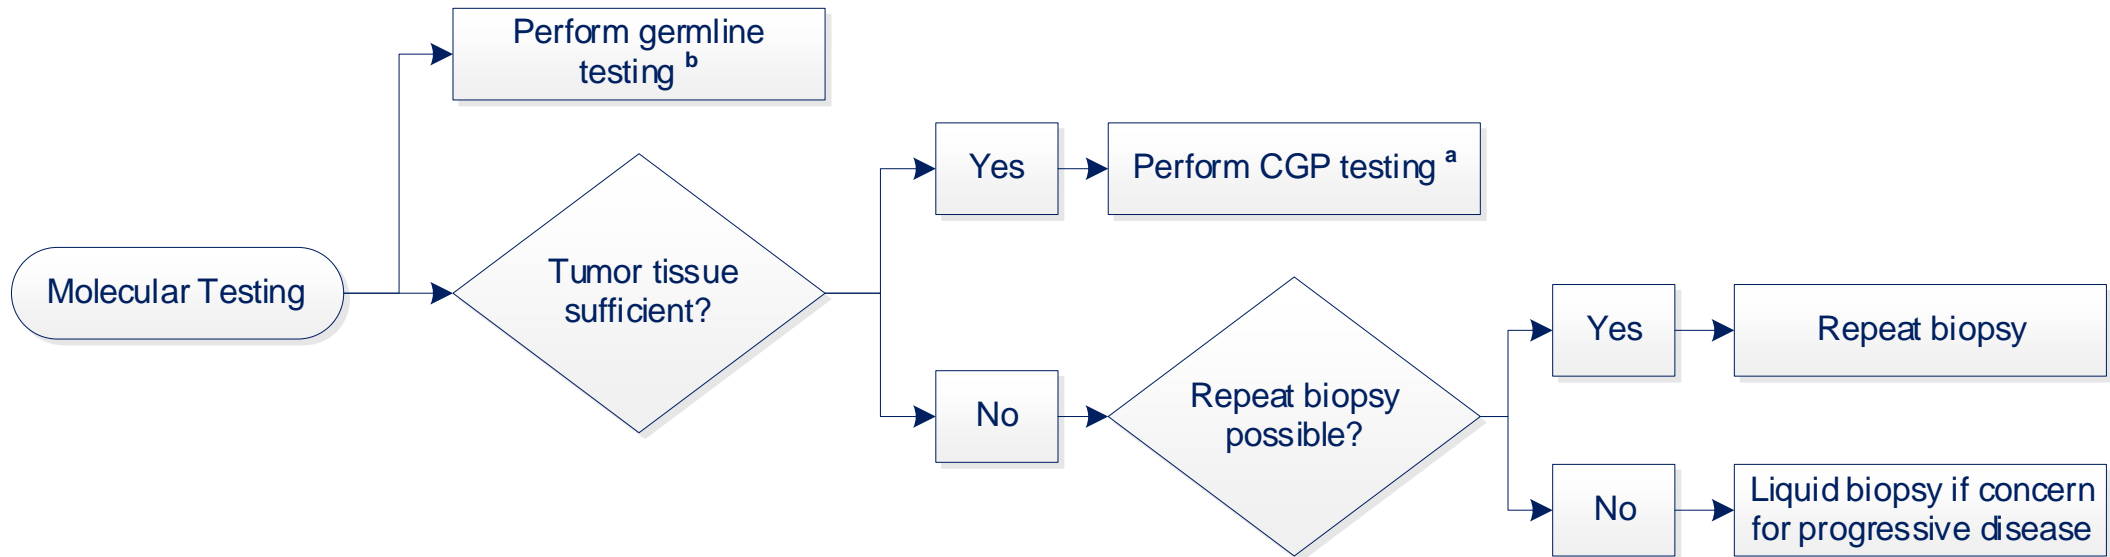 Perform germline
testing b
Yes
Perform CGP testing a
Molecular Testing
Tumor tissue
sufficient?
Yes
Repeat biopsy
No
Repeat biopsy
possible?
No
Liquid biopsy if concern
for progressive disease